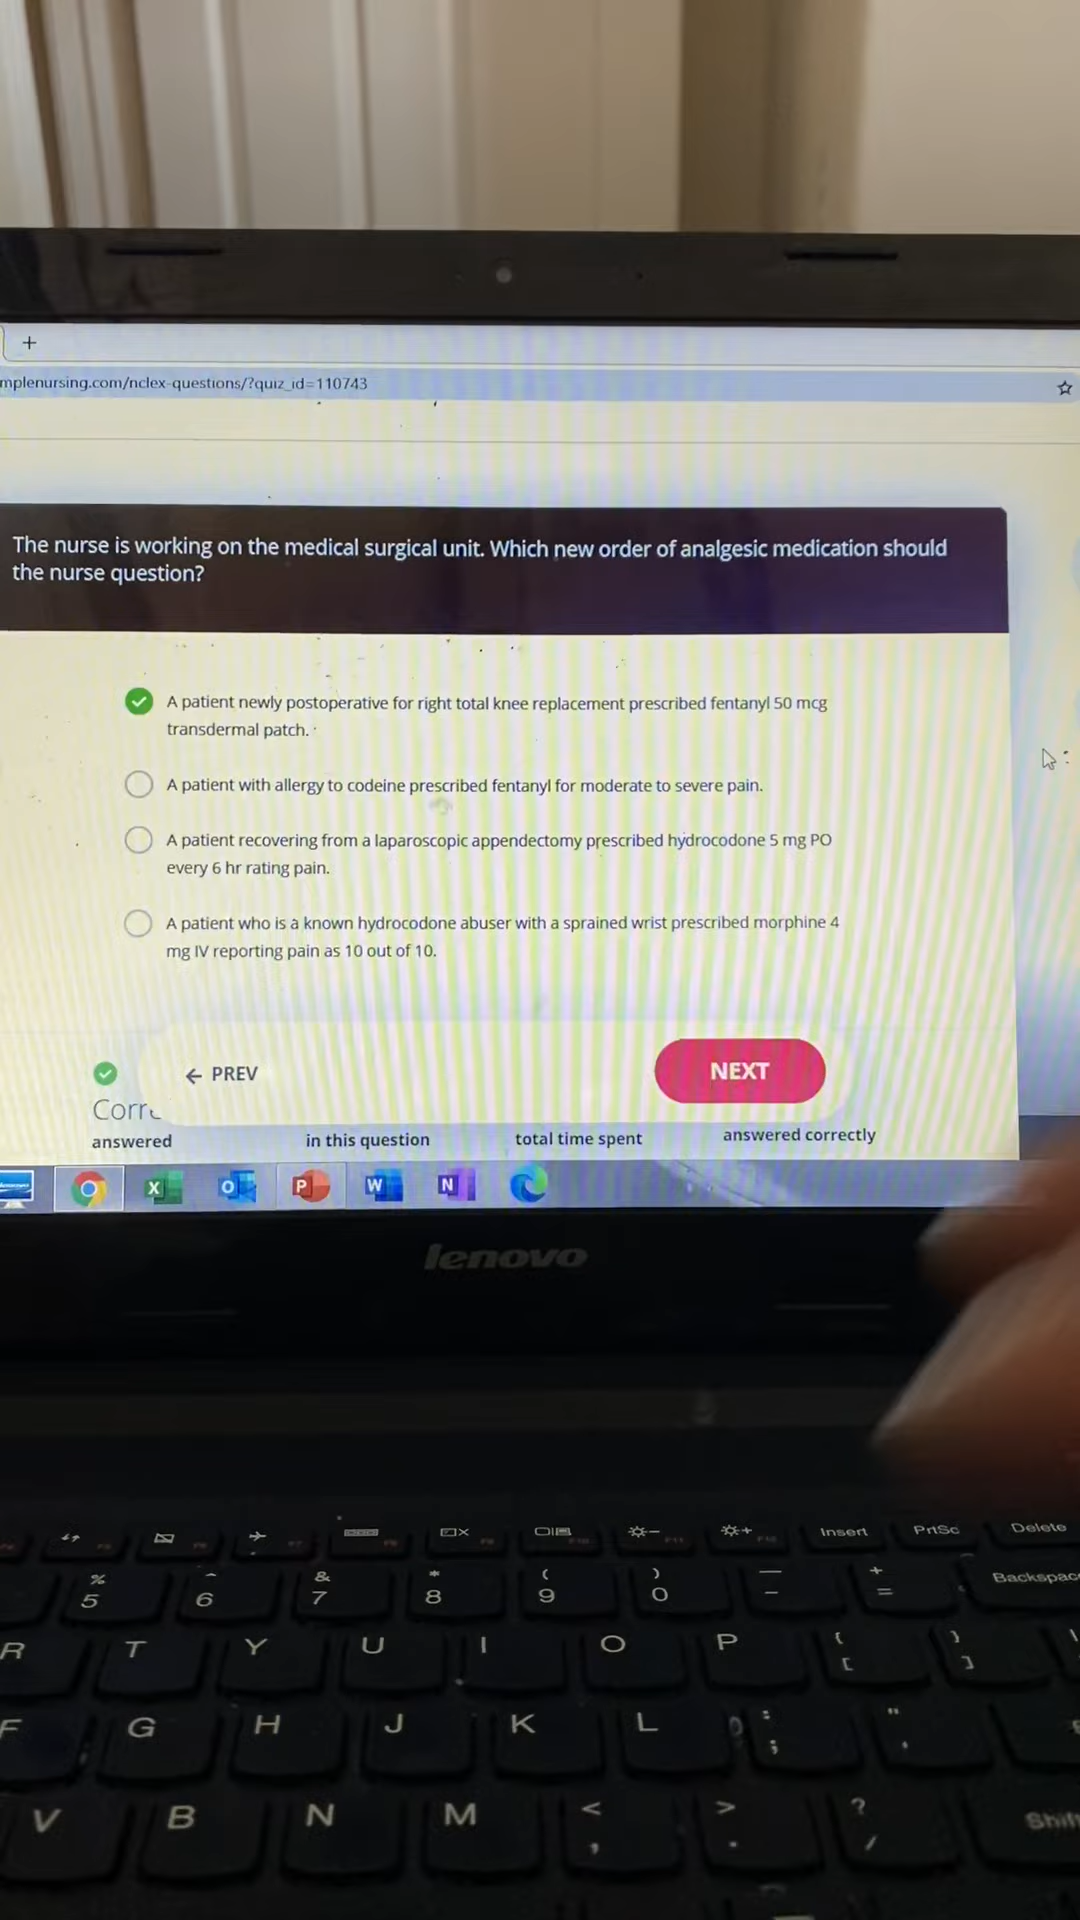 +
mplenursing.com/nclex-questions/?quiz_id=110743
The nurse is working on the medical surgical unit. Which new order of analgesic medication should
the nurse question?
A patient newly postoperative for right total knee replacement prescribed fentanyl 50 mcg
transdermal patch.
A patient with allergy to codeine prescribed fentanyl for moderate to severe pain.
A patient recovering from a laparoscopic appendectomy prescribed hydrocodone 5 mg PO
every 6 hr rating pain.
A patient who is a known hydrocodone abuser with a sprained wrist prescribed morphine 4
mg IV reporting pain as 10 out of 10.
← PREV
NEXT
Corre
answered
in this question
total time spent
answered correctly
X
O
P
W
N
lenovo
Insert
PrtSc
Delete
% & * ( ) — +
5 6 7 8 9 0 - =
Backspac
R T Y U I O P { [ } ]
F G H J K L : ; " '
V B N M < , > . ? /
Shift